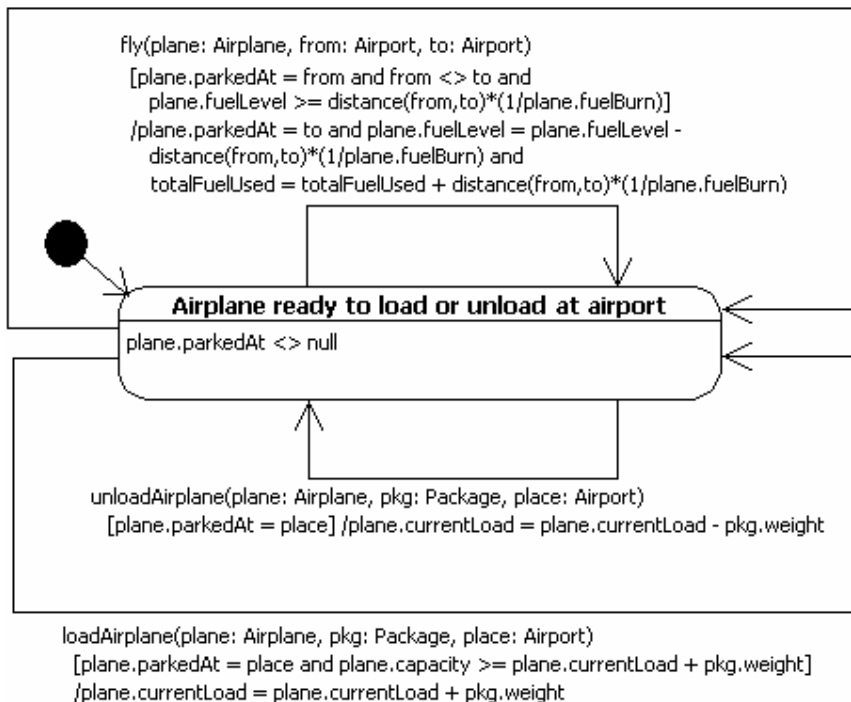 fly(plane: Airplane, from: Airport, to: Airport)
[plane.parkedAt = from and from <> to and
plane.fuelLevel >= distance(from,to)*(1/plane.fuelBurn)]
/plane.parkedAt = to and plane.fuelLevel = plane.fuelLevel -
distance(from,to)*(1/plane.fuelBurn) and
totalFuelUsed = totalFuelUsed + distance(from,to)*(1/plane.fuelBurn)
Airplane ready to load or unload at airport
plane.parkedAt <> null
unloadAirplane(plane: Airplane, pkg: Package, place: Airport)
[plane.parkedAt = place] /plane.currentLoad = plane.currentLoad - pkg.weight
loadAirplane(plane: Airplane, pkg: Package, place: Airport)
[plane.parkedAt = place and plane.capacity >= plane.currentLoad + pkg.weight]
/plane.currentLoad = plane.currentLoad + pkg.weight